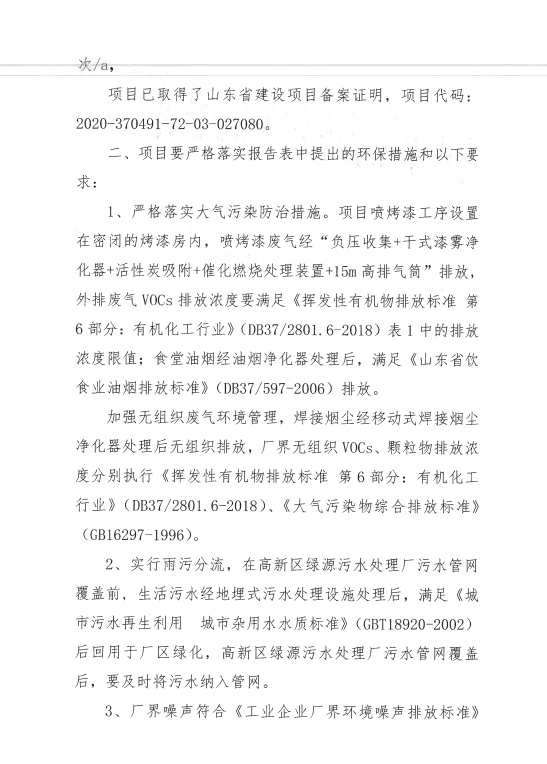 次/a，
项目已取得了山东省建设项目备案证明，项目代码：
2020-370491-72-03-027080。
二、项目要严格落实报告表中提出的环保措施和以下要
求：
1、严格落实大气污染防治措施。项目喷烤漆工序设置
在密闭的烤漆房内，喷烤漆废气经“负压收集+干式漆雾净
化器+活性炭吸附+催化燃烧处理装置+15m 高排气筒”排放，
外排废气 VOCs 排放浓度要满足《挥发性有机物排放标准 第
6 部分：有机化工行业》（DB37/2801.6-2018）表 1 中的排放
浓度限值；食堂油烟经油烟净化器处理后，满足《山东省饮
食业油烟排放标准》（DB37/597-2006）排放。
加强无组织废气环境管理，焊接烟尘经移动式焊接烟尘
净化器处理后无组织排放，厂界无组织 VOCs、颗粒物排放浓
度分别执行《挥发性有机物排放标准 第 6 部分：有机化工
行业》（DB37/2801.6-2018）、《大气污染物综合排放标准》
（GB16297-1996）。
2、实行雨污分流，在高新区绿源污水处理厂污水管网
覆盖前，生活污水经地埋式污水处理设施处理后，满足《城
市污水再生利用　城市杂用水水质标准》（GBT18920-2002）
后回用于厂区绿化，高新区绿源污水处理厂污水管网覆盖
后，要及时将污水纳入管网。
3、厂界噪声符合《工业企业厂界环境噪声排放标准》